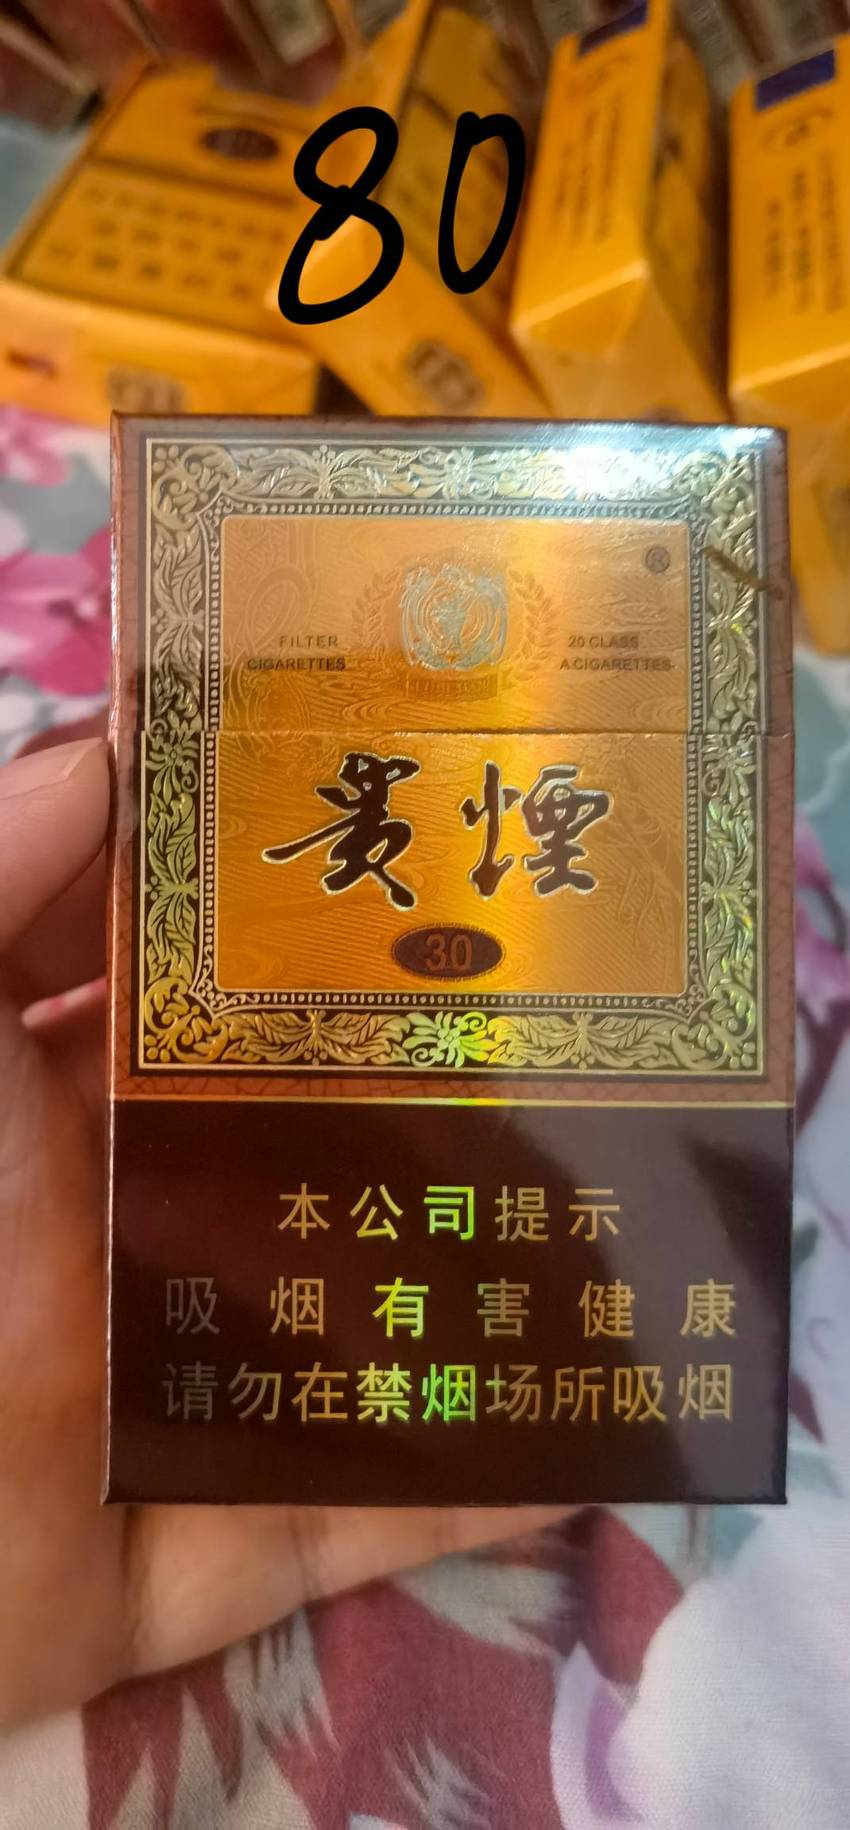 80
®
FILTER
CIGARETTES
20 CLASS
A CIGARETTES
貴煙
30
本公司提示
吸烟有害健康
请勿在禁烟场所吸烟